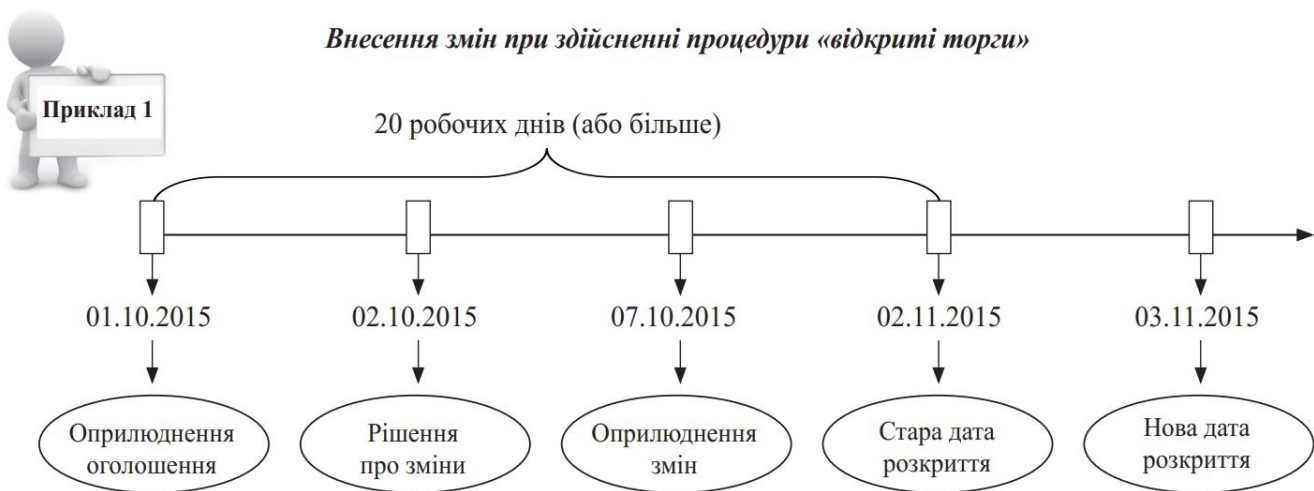 Внесення змін при здійсненні процедури «відкриті торги»
Приклад 1
20 робочих днів (або більше)
01.10.2015
02.10.2015
07.10.2015
02.11.2015
03.11.2015
Оприлюднення
оголошення
Рішення
про зміни
Оприлюднення
змін
Стара дата
розкриття
Нова дата
розкриття